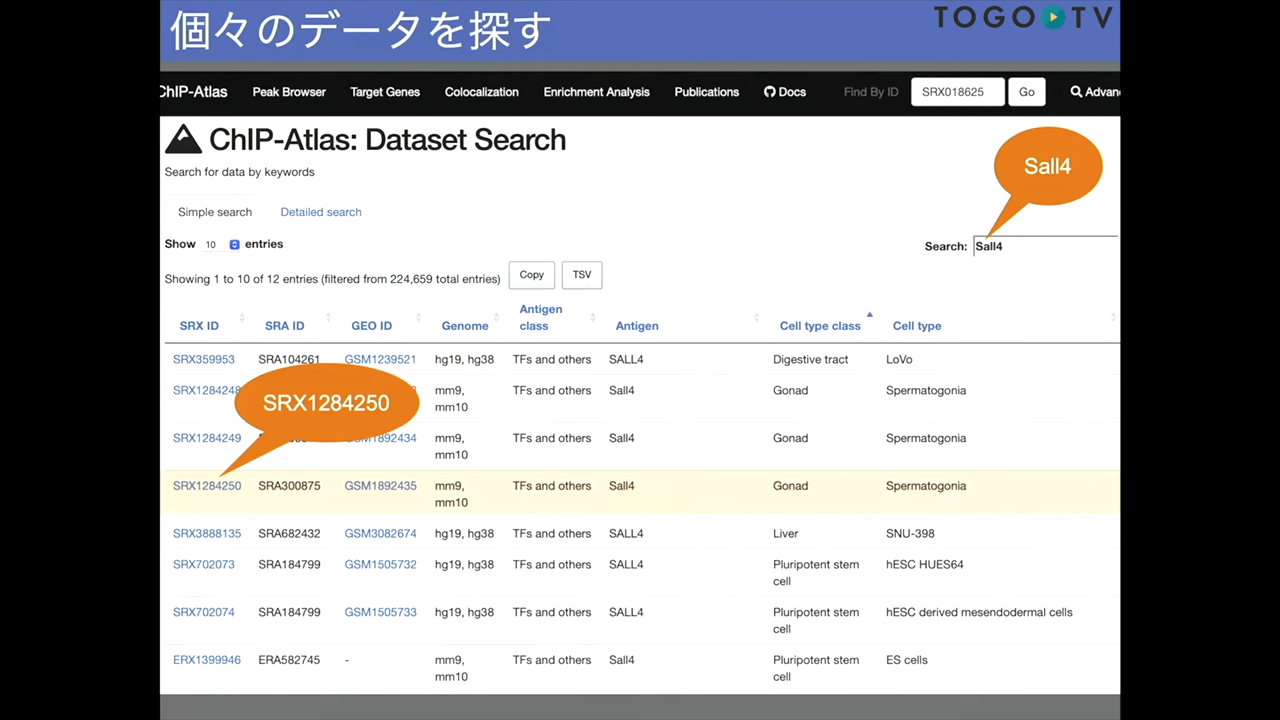 個々のデータを探す
TOGO TV
ChIP-Atlas Peak Browser Target Genes Colocalization Enrichment Analysis Publications Docs Find By ID SRX018625 Go
ChIP-Atlas: Dataset Search
Search for data by keywords
Sall4
Simple search Detailed search
Show 10 entries
Search: Sall4
Showing 1 to 10 of 12 entries (filtered from 224,659 total entries) Copy TSV
SRX ID SRA ID GEO ID Genome Antigen class Antigen Cell type class Cell type
SRX359953 SRA104261 GSM1239521 hg19, hg38 TFs and others SALL4 Digestive tract LoVo
SRX1284248 mm9, mm10 TFs and others Sall4 Gonad Spermatogonia
SRX1284250
SRX1284249 GSM1892434 mm9, mm10 TFs and others Sall4 Gonad Spermatogonia
SRX1284250 SRA300875 GSM1892435 mm9, mm10 TFs and others Sall4 Gonad Spermatogonia
SRX3888135 SRA682432 GSM3082674 hg19, hg38 TFs and others SALL4 Liver SNU-398
SRX702073 SRA184799 GSM1505732 hg19, hg38 TFs and others SALL4 Pluripotent stem cell hESC HUES64
SRX702074 SRA184799 GSM1505733 hg19, hg38 TFs and others SALL4 Pluripotent stem cell hESC derived mesendodermal cells
ERX1399946 ERA582745 - mm9, mm10 TFs and others Sall4 Pluripotent stem cell ES cells